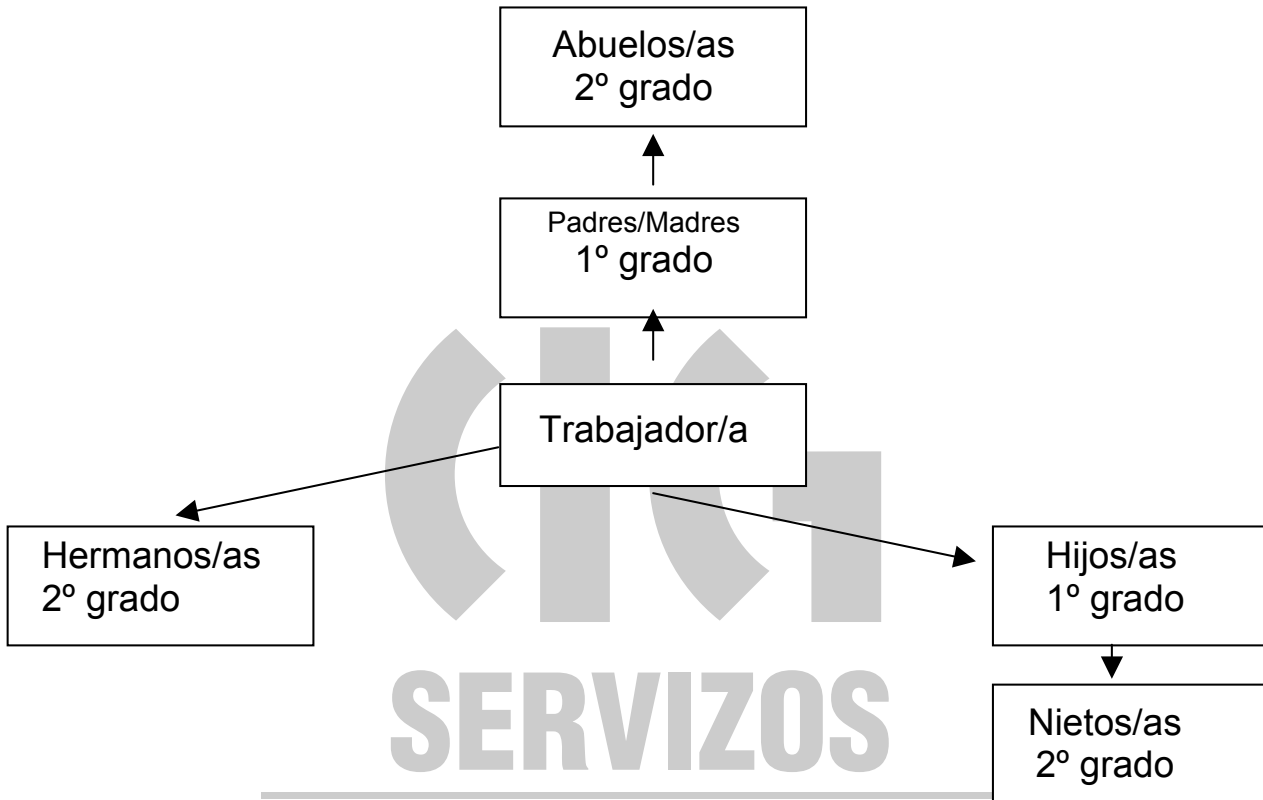 Abuelos/as
2º grado
Padres/Madres
1º grado
Trabajador/a
Hermanos/as
2º grado
Hijos/as
1º grado
Nietos/as
2º grado
CIG
SERVIZOS